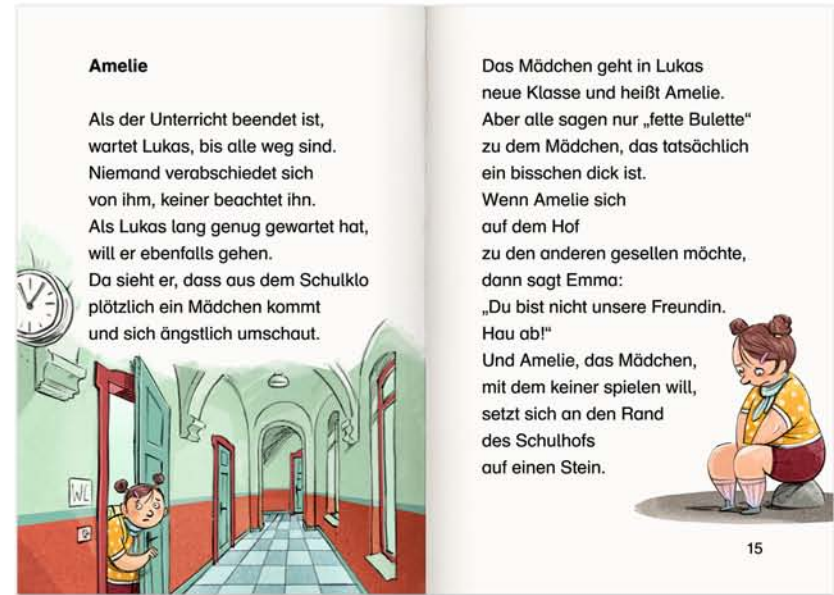 Amelie
Als der Unterricht beendet ist,
wartet Lukas, bis alle weg sind.
Niemand verabschiedet sich
von ihm, keiner beachtet ihn.
Als Lukas lang genug gewartet hat,
will er ebenfalls gehen.
Da sieht er, dass aus dem Schulklo
plötzlich ein Mädchen kommt
und sich ängstlich umschaut.
WC
Das Mädchen geht in Lukas
neue Klasse und heißt Amelie.
Aber alle sagen nur „fette Bulette“
zu dem Mädchen, das tatsächlich
ein bisschen dick ist.
Wenn Amelie sich
auf dem Hof
zu den anderen gesellen möchte,
dann sagt Emma:
„Du bist nicht unsere Freundin.
Hau ab!“
Und Amelie, das Mädchen,
mit dem keiner spielen will,
setzt sich an den Rand
des Schulhofs
auf einen Stein.
15